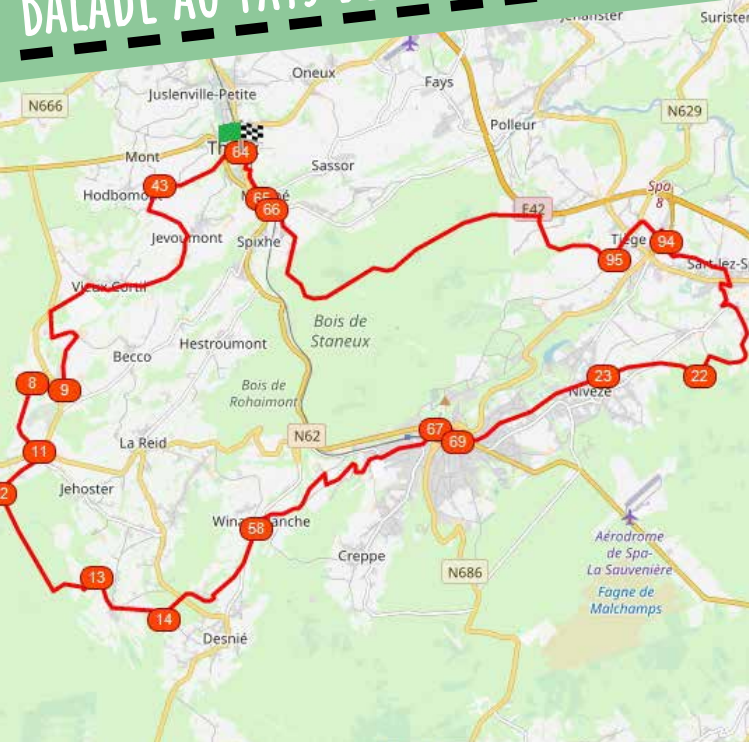 BALADE AU PAYS
Surister
Oneux
Fays
Juslenville-Petite
N666
N629
Polleur
Mont
64
Sassor
43
65
66
E42
Spa
8
Jevoumont
Spixhe
Tiège
94
95
Vieux Cortil
Bois de
Staneux
Becco
Hestroumont
8
9
Bois de
Rohaimont
23
22
Nivezé
67
69
N62
11
La Reid
2
Jehoster
58
Creppe
Aérodrome
de Spa-
La Sauvenière
13
N686
Fagne de
Malchamps
14
Desnié